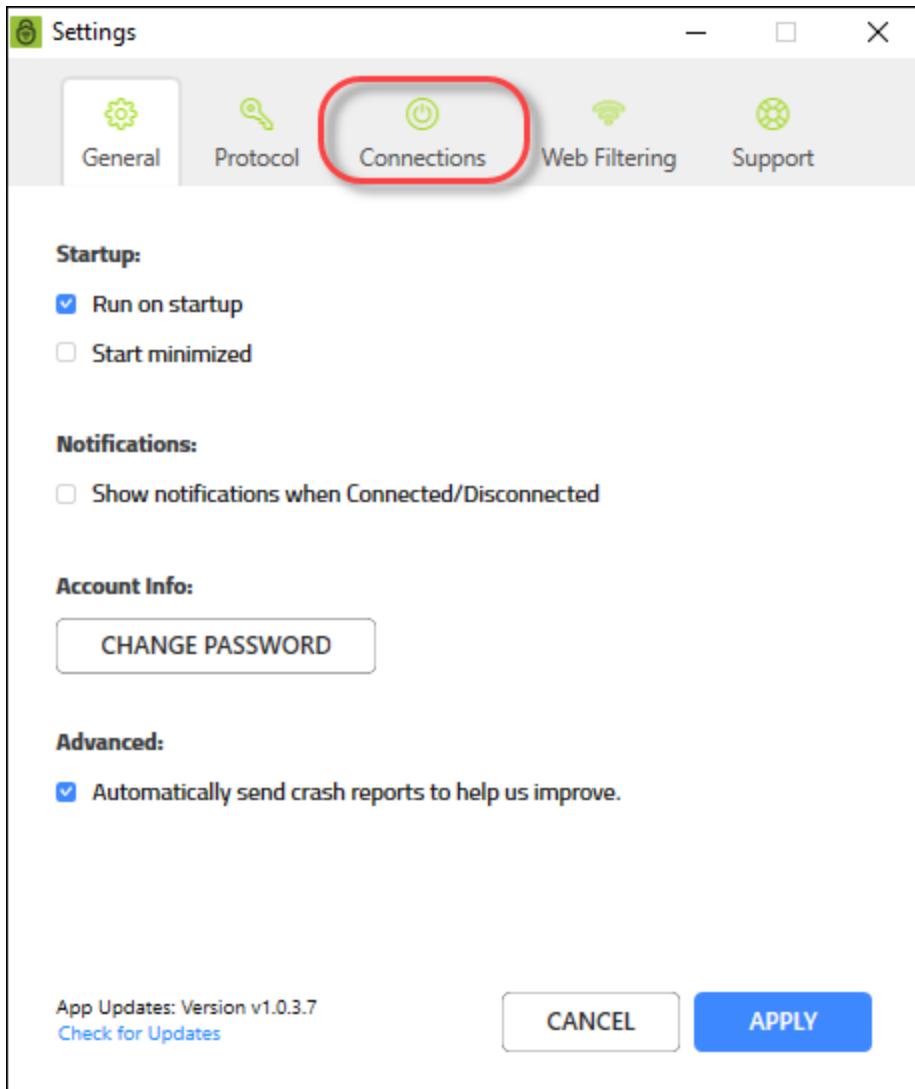 Settings
General Protocol Connections Web Filtering Support
Startup:
Run on startup
Start minimized
Notifications:
Show notifications when Connected/Disconnected
Account Info:
CHANGE PASSWORD
Advanced:
Automatically send crash reports to help us improve.
App Updates: Version v1.0.3.7
Check for Updates
CANCEL APPLY